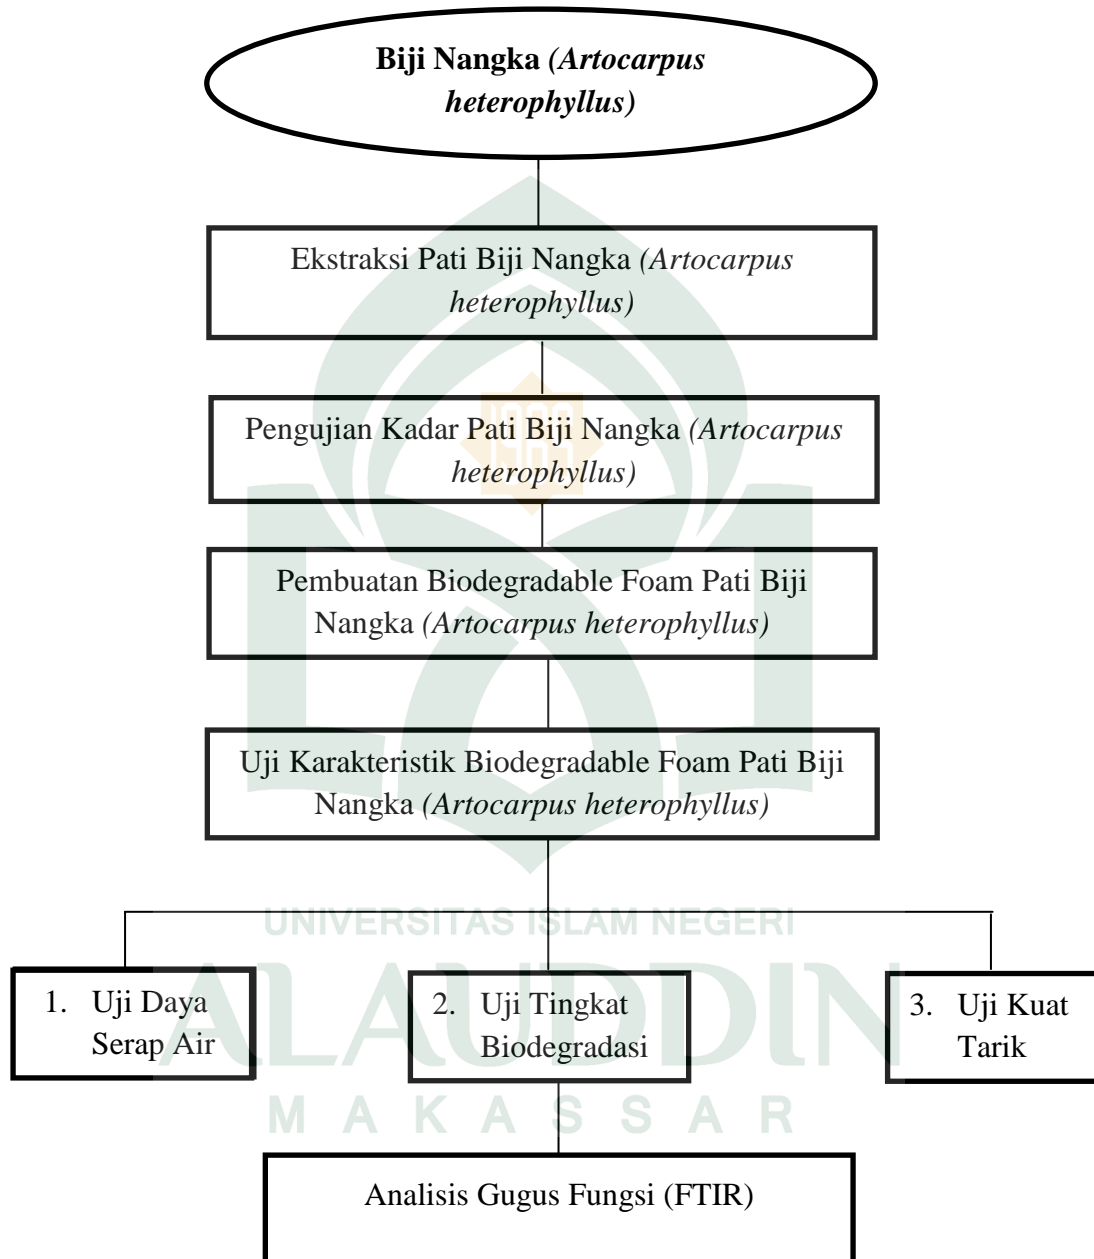 Biji Nangka (Artocarpus
heterophyllus)
Ekstraksi Pati Biji Nangka (Artocarpus
heterophyllus)
Pengujian Kadar Pati Biji Nangka (Artocarpus
heterophyllus)
Pembuatan Biodegradable Foam Pati Biji
Nangka (Artocarpus heterophyllus)
Uji Karakteristik Biodegradable Foam Pati Biji
Nangka (Artocarpus heterophyllus)
UNIVERSITAS ISLAM NEGERI
ALAUDDIN
MAKASSAR
1. Uji Daya
Serap Air
2. Uji Tingkat
Biodegradasi
3. Uji Kuat
Tarik
Analisis Gugus Fungsi (FTIR)